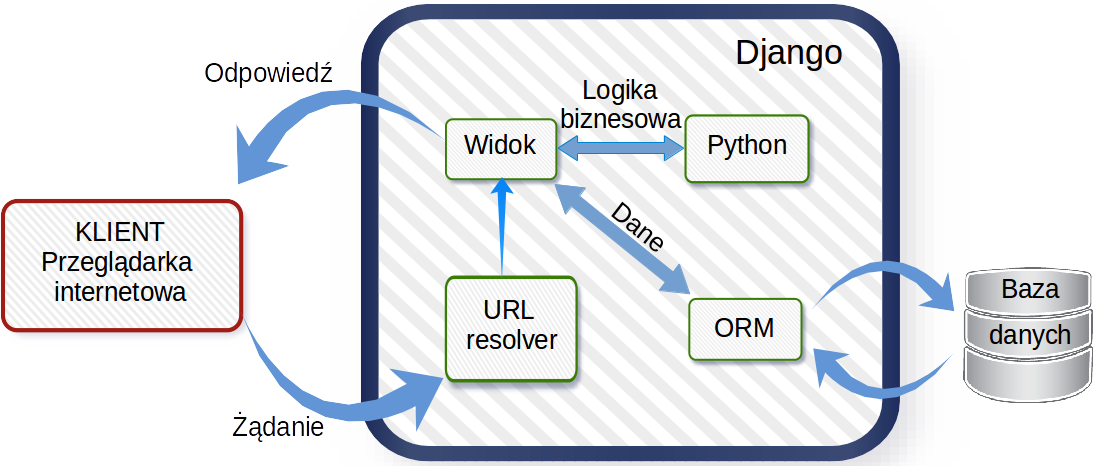 Django
Odpowiedź
Logika
biznesowa
Widok
Python
Dane
KLIENT
Przeglądarka
internetowa
URL
resolver
ORM
Baza
danych
Żądanie